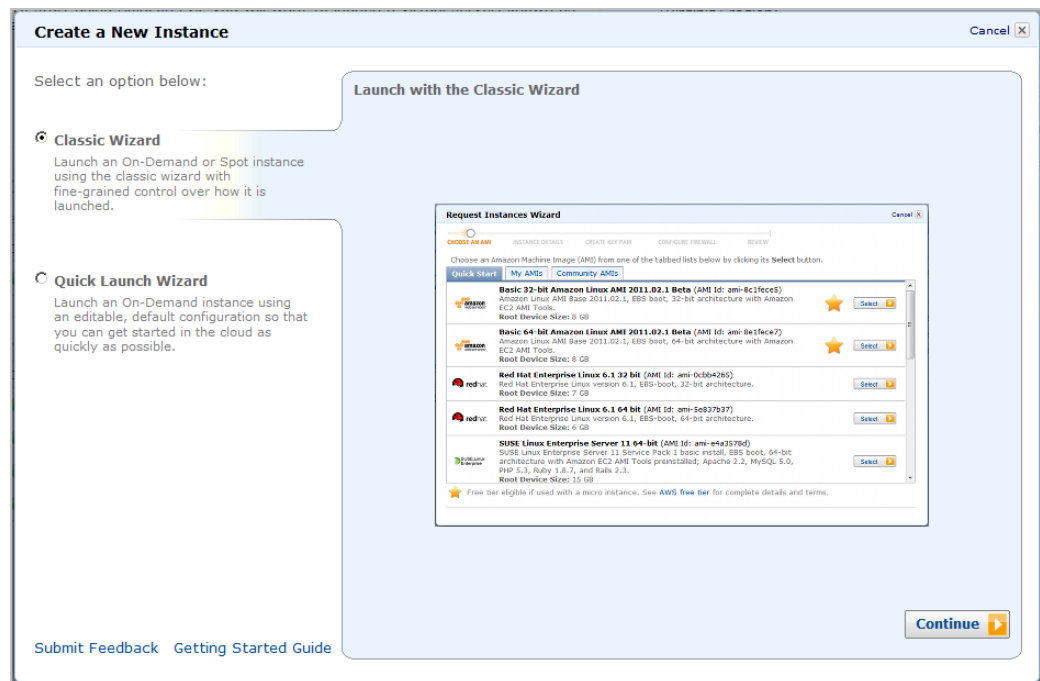 Create a New Instance
Cancel
Select an option below:
Classic Wizard
Launch an On-Demand or Spot instance
using the classic wizard with
fine-grained control over how it is
launched.
Quick Launch Wizard
Launch an On-Demand instance using
an editable, default configuration so that
you can get started in the cloud as
quickly as possible.
Submit Feedback Getting Started Guide
Launch with the Classic Wizard
Request Instances Wizard
Cancel
CHOOSE AN AMI INSTANCE DETAILS CREATE KEY PAIR CONFIGURE FIREWALL REVIEW
Choose an Amazon Machine Image (AMI) from one of the tabbed lists below by clicking its Select button.
Quick Start My AMIs Community AMIs
Basic 32-bit Amazon Linux AMI 2011.02.1 Beta (AMI Id: ami-8c1fece5)
Amazon Linux AMI Base 2011.02.1, EBS boot, 32-bit architecture with Amazon
EC2 AMI Tools.
Root Device Size: 8 GB
amazon
Select
Basic 64-bit Amazon Linux AMI 2011.02.1 Beta (AMI Id: ami-8e1fece7)
Amazon Linux AMI Base 2011.02.1, EBS boot, 64-bit architecture with Amazon
EC2 AMI Tools.
Root Device Size: 8 GB
amazon
Select
Red Hat Enterprise Linux 6.1 32 bit (AMI Id: ami-0cbb4265)
Red Hat Enterprise Linux version 6.1, EBS-boot, 32-bit architecture.
Root Device Size: 7 GB
redhat
Select
Red Hat Enterprise Linux 6.1 64 bit (AMI Id: ami-5e837b37)
Red Hat Enterprise Linux version 6.1, EBS-boot, 64-bit architecture.
Root Device Size: 6 GB
redhat
Select
SUSE Linux Enterprise Server 11 64-bit (AMI Id: ami-e4a3578d)
SUSE Linux Enterprise Server 11 Service Pack 1 basic install, EBS boot, 64-bit
architecture with Amazon EC2 AMI Tools preinstalled; Apache 2.2, MySQL 5.0,
PHP 5.3, Ruby 1.8.7, and Rails 2.3.
Root Device Size: 15 GB
SUSE Linux
Enterprise
Select
Free tier eligible if used with a micro instance. See AWS free tier for complete details and terms.
Continue